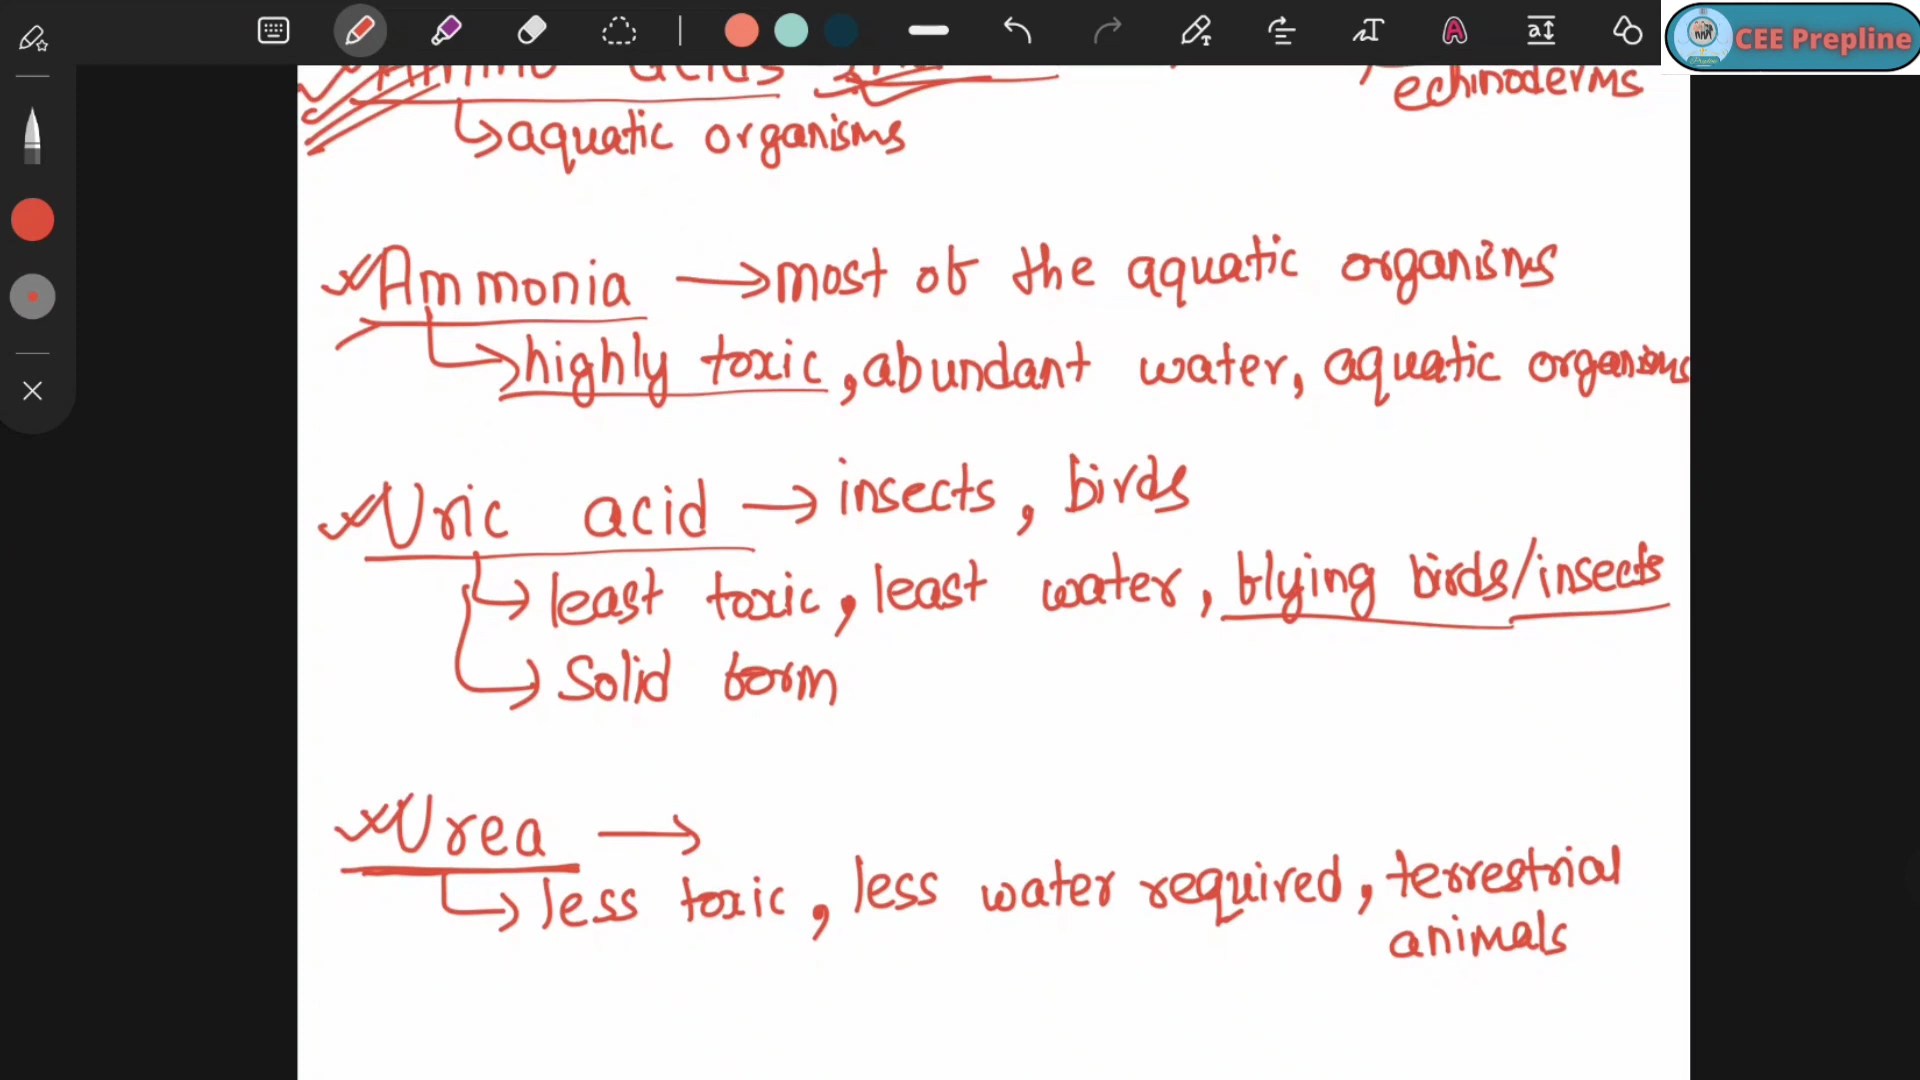 CEE Prepline
Amino acids
echinoderms
aquatic organisms
Ammonia → most of the aquatic organisms
highly toxic, abundant water, aquatic organisms
Uric acid → insects, birds
least toxic, least water, flying birds/insects
Solid form
Urea →
less toxic, less water required, terrestrial
animals